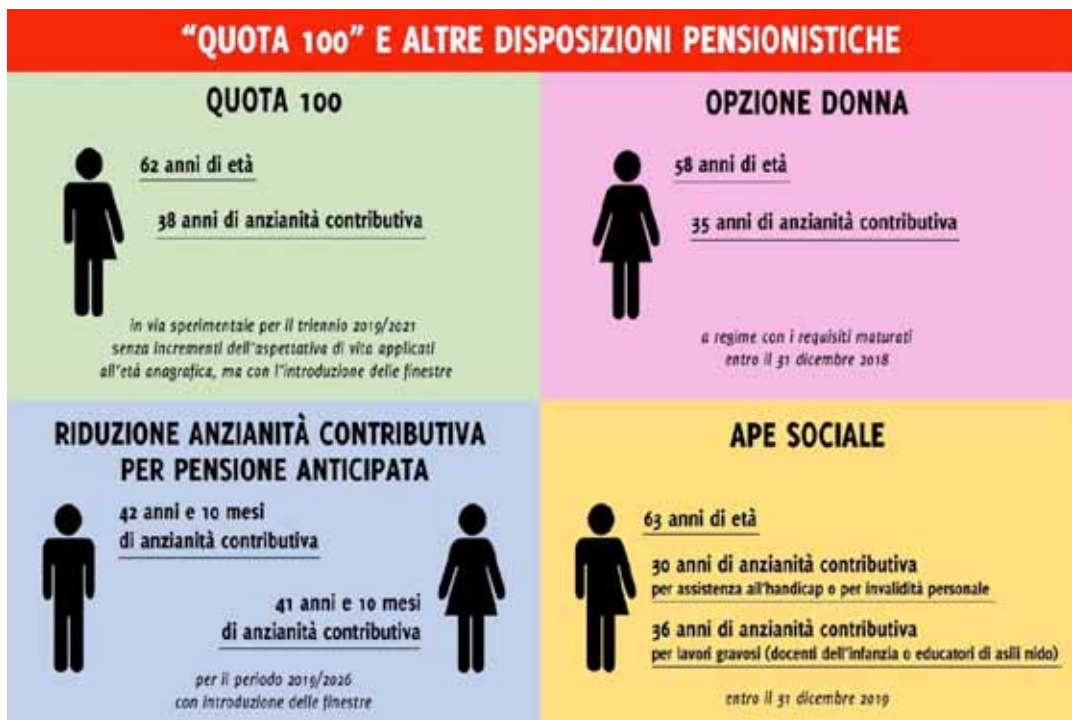 “QUOTA 100” E ALTRE DISPOSIZIONI PENSIONISTICHE
QUOTA 100
62 anni di età
38 anni di anzianità contributiva
in via sperimentale per il triennio 2019/2021
senza incrementi dell'aspettativa di vita applicati
all'età anagrafica, ma con l'introduzione delle finestre
OPZIONE DONNA
58 anni di età
35 anni di anzianità contributiva
a regime con i requisiti maturati
entro il 31 dicembre 2018
RIDUZIONE ANZIANITÀ CONTRIBUTIVA
PER PENSIONE ANTICIPATA
42 anni e 10 mesi
di anzianità contributiva
41 anni e 10 mesi
di anzianità contributiva
per il periodo 2019/2026
con introduzione delle finestre
APE SOCIALE
63 anni di età
30 anni di anzianità contributiva
per assistenza all'handicap o per invalidità personale
36 anni di anzianità contributiva
per lavori gravosi (docenti dell'infanzia o educatori di asili nido)
entro il 31 dicembre 2019